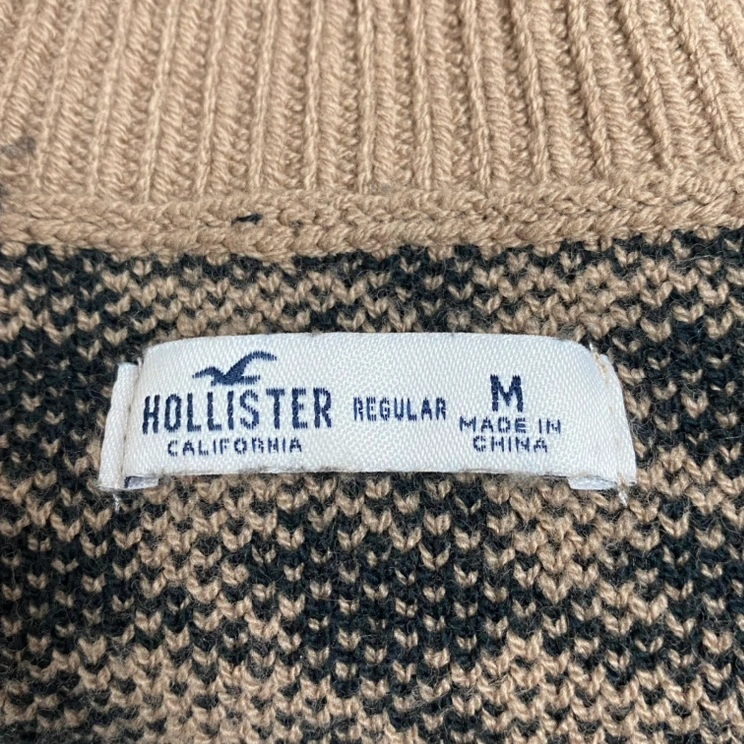 HOLLISTER
CALIFORNIA
REGULAR
M
MADE IN
CHINA